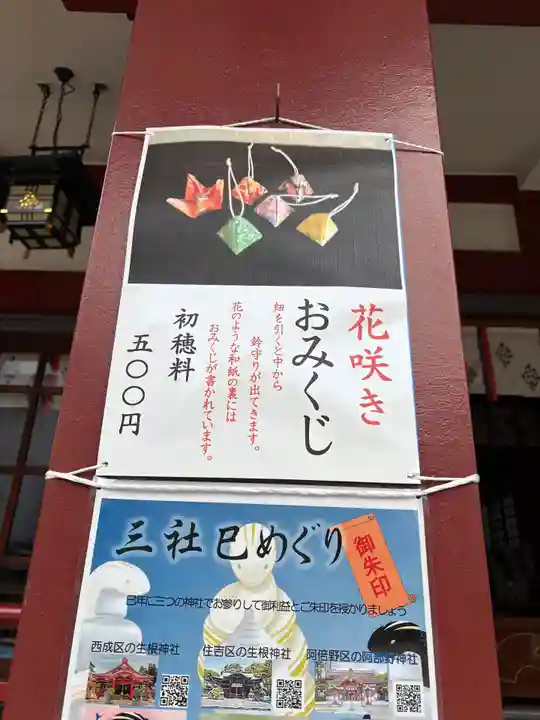 花咲き
おみくじ
紐を引くと中から
鈴守りが出てきます。
花のような和紙の裏には
おみくじが書かれています。
初穂料
五〇〇円
三社巳めぐり
御朱印
巳年に三つの神社でお参りして御利益とご朱印を授かりましょう
西成区の生根神社
住吉区の生根神社
阿倍野区の阿部野神社